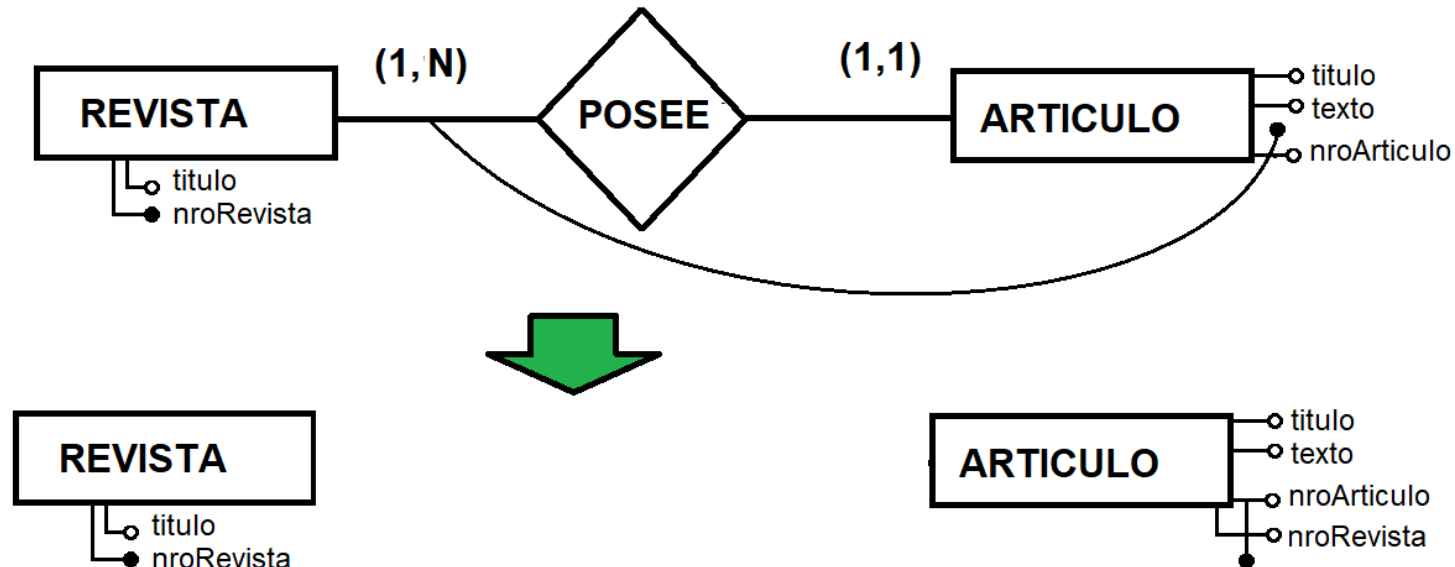 (1, N)
(1,1)
REVISTA
POSEE
ARTICULO
titulo
texto
nroArticulo
titulo
nroRevista
REVISTA
titulo
nroRevista
ARTICULO
titulo
texto
nroArticulo
nroRevista